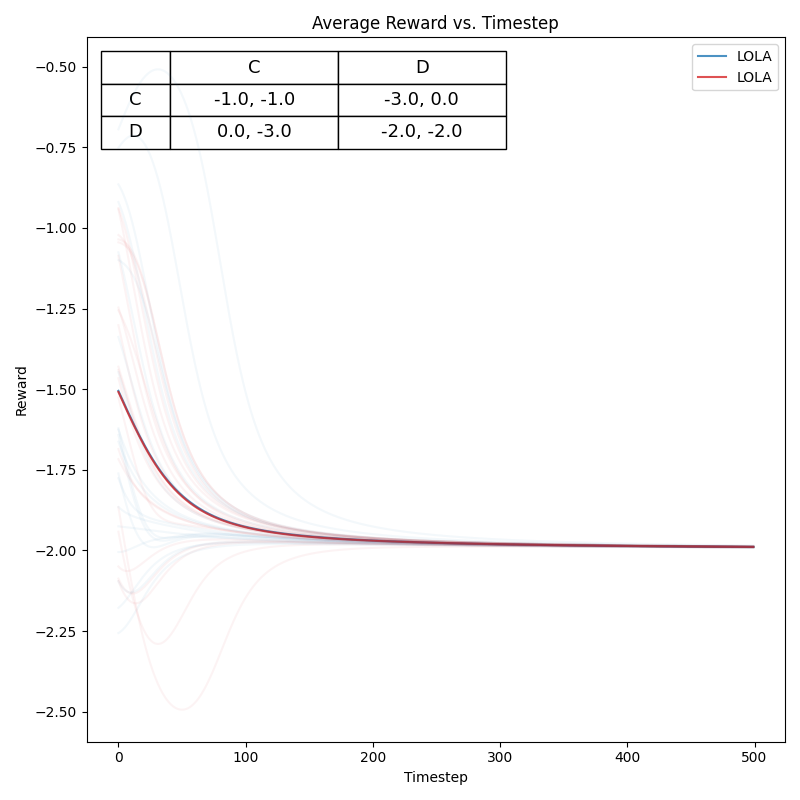 Average Reward vs. Timestep
C D
C -1.0, -1.0 -3.0, 0.0
D 0.0, -3.0 -2.0, -2.0
LOLA
LOLA
Reward
−0.50
−0.75
−1.00
−1.25
−1.50
−1.75
−2.00
−2.25
−2.50
0 100 200 300 400 500
Timestep